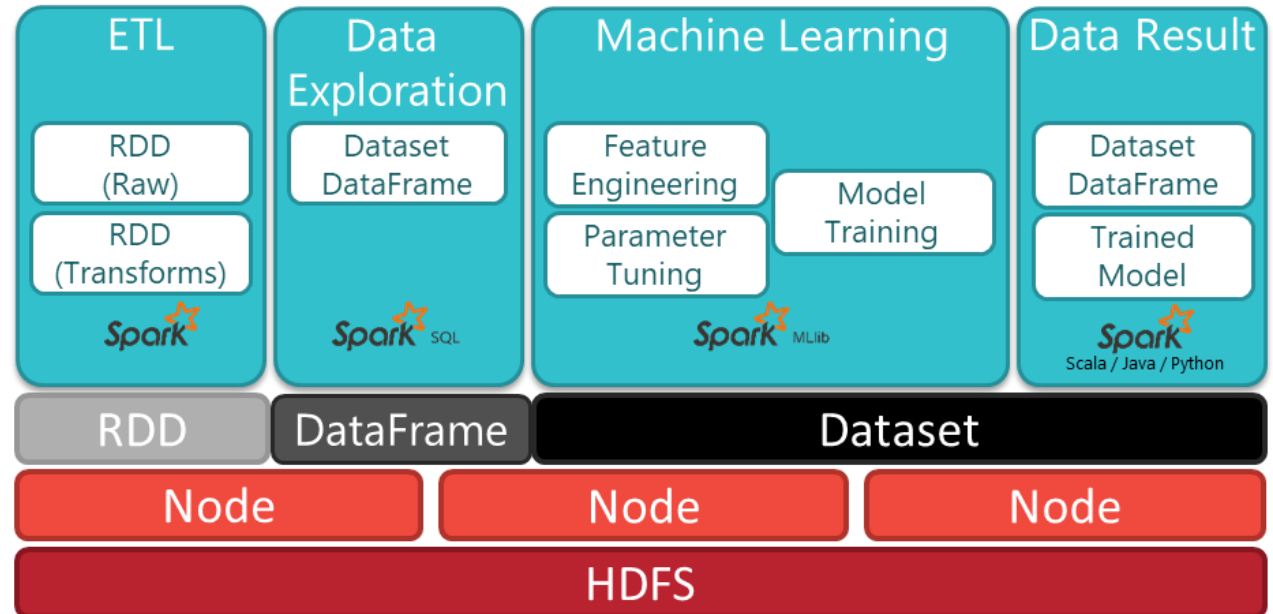 ETL
RDD
(Raw)
RDD
(Transforms)
Spark
Data
Exploration
Dataset
DataFrame
Spark SQL
Machine Learning
Feature
Engineering
Parameter
Tuning
Model
Training
Spark MLlib
Data Result
Dataset
DataFrame
Trained
Model
Spark
Scala / Java / Python
RDD
DataFrame
Dataset
Node
Node
Node
HDFS